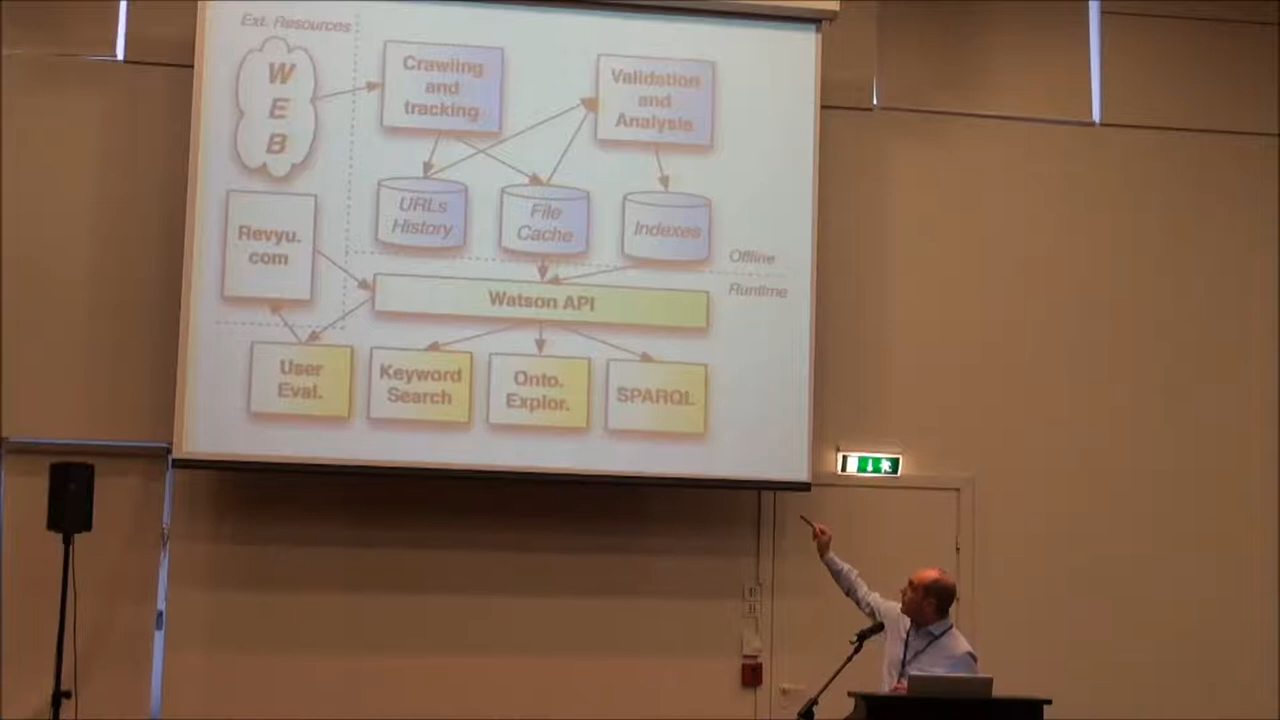 Ext. Resources
W
E
B
Crawling
and
tracking
Validation
and
Analysis
URLs
History
File
Cache
Indexes
Revyu.
com
Offline
Runtime
Watson API
User
Eval.
Keyword
Search
Onto.
Explor.
SPARQL